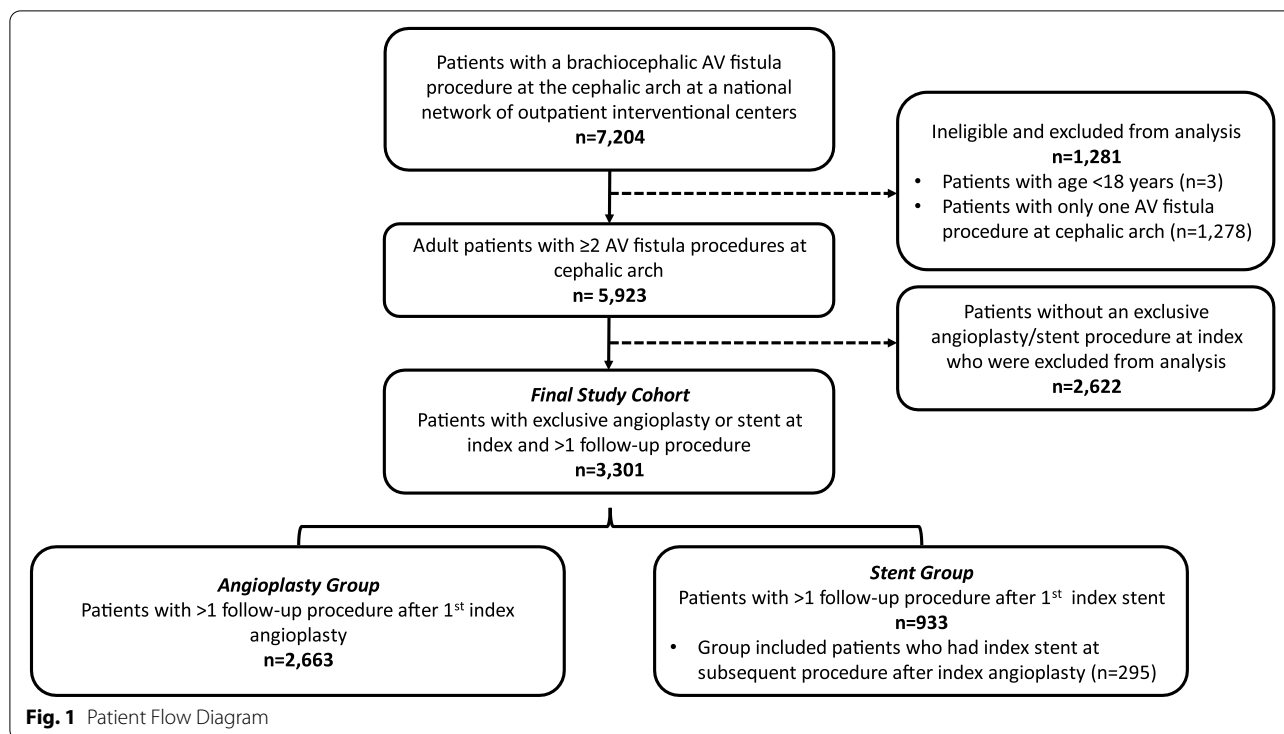 Patients with a brachiocephalic AV fistula
procedure at the cephalic arch at a national
network of outpatient interventional centers
n=7,204
Ineligible and excluded from analysis
n=1,281
• Patients with age <18 years (n=3)
• Patients with only one AV fistula
procedure at cephalic arch (n=1,278)
Adult patients with ≥2 AV fistula procedures at
cephalic arch
n= 5,923
Patients without an exclusive
angioplasty/stent procedure at index
who were excluded from analysis
n=2,622
Final Study Cohort
Patients with exclusive angioplasty or stent at
index and >1 follow-up procedure
n=3,301
Angioplasty Group
Patients with >1 follow-up procedure after 1st index
angioplasty
n=2,663
Stent Group
Patients with >1 follow-up procedure after 1st index stent
n=933
• Group included patients who had index stent at
subsequent procedure after index angioplasty (n=295)
Fig. 1 Patient Flow Diagram